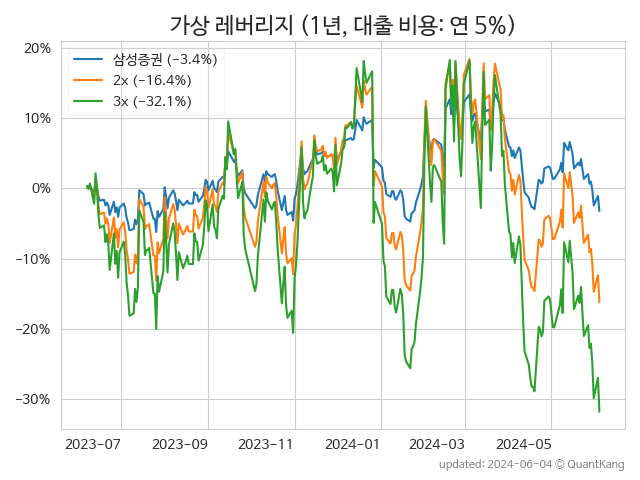 가상 레버리지 (1년, 대출 비용: 연 5%)
삼성증권 (−3.4%)
2x (−16.4%)
3x (−32.1%)
20%
10%
0%
−10%
−20%
−30%
2023-07 2023-09 2023-11 2024-01 2024-03 2024-05
updated: 2024-06-04 © QuantKang